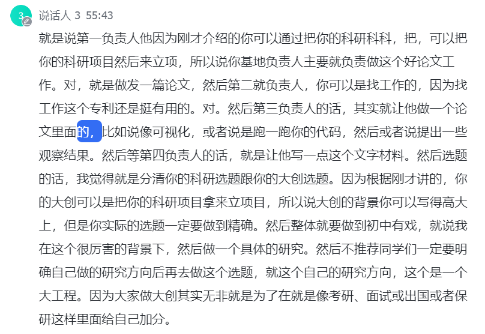 3
说话人 3 55:43
就是说第一负责人他因为刚才介绍的你可以通过把你的科研科科，把，可以把
你的科研项目然后来立项，所以说你基地负责人主要就负责做这个好论文工
作。对，就是做发一篇论文，然后第二就负责人，你可以是找工作的，因为找
工作这个专利还是挺有用的。对。然后第三负责人的话，其实就让他做一个论
文里面的，比如说像可视化，或者说是跑一跑你的代码，然后或者说提出一些
观察结果。然后等第四负责人的话，就是让他写一点这个文字材料。然后选题
的话，我觉得就是分清你的科研选题跟你的大创选题。因为根据刚才讲的，你
的大创可以是把你的科研项目拿来立项，所以说大创的背景你可以写得高大
上，但是你实际的选题一定要做到精确。然后整体就要做到初中有戏，就说我
在这个很厉害的背景下，然后做一个具体的研究。然后不推荐同学们一定要明
确自己做的研究方向后再去做这个选题，就这个自己的研究方向，这个是一个
大工程。因为大家做大创其实无非就是为了在就是像考研、面试或出国或者保
研这样里面给自己加分。